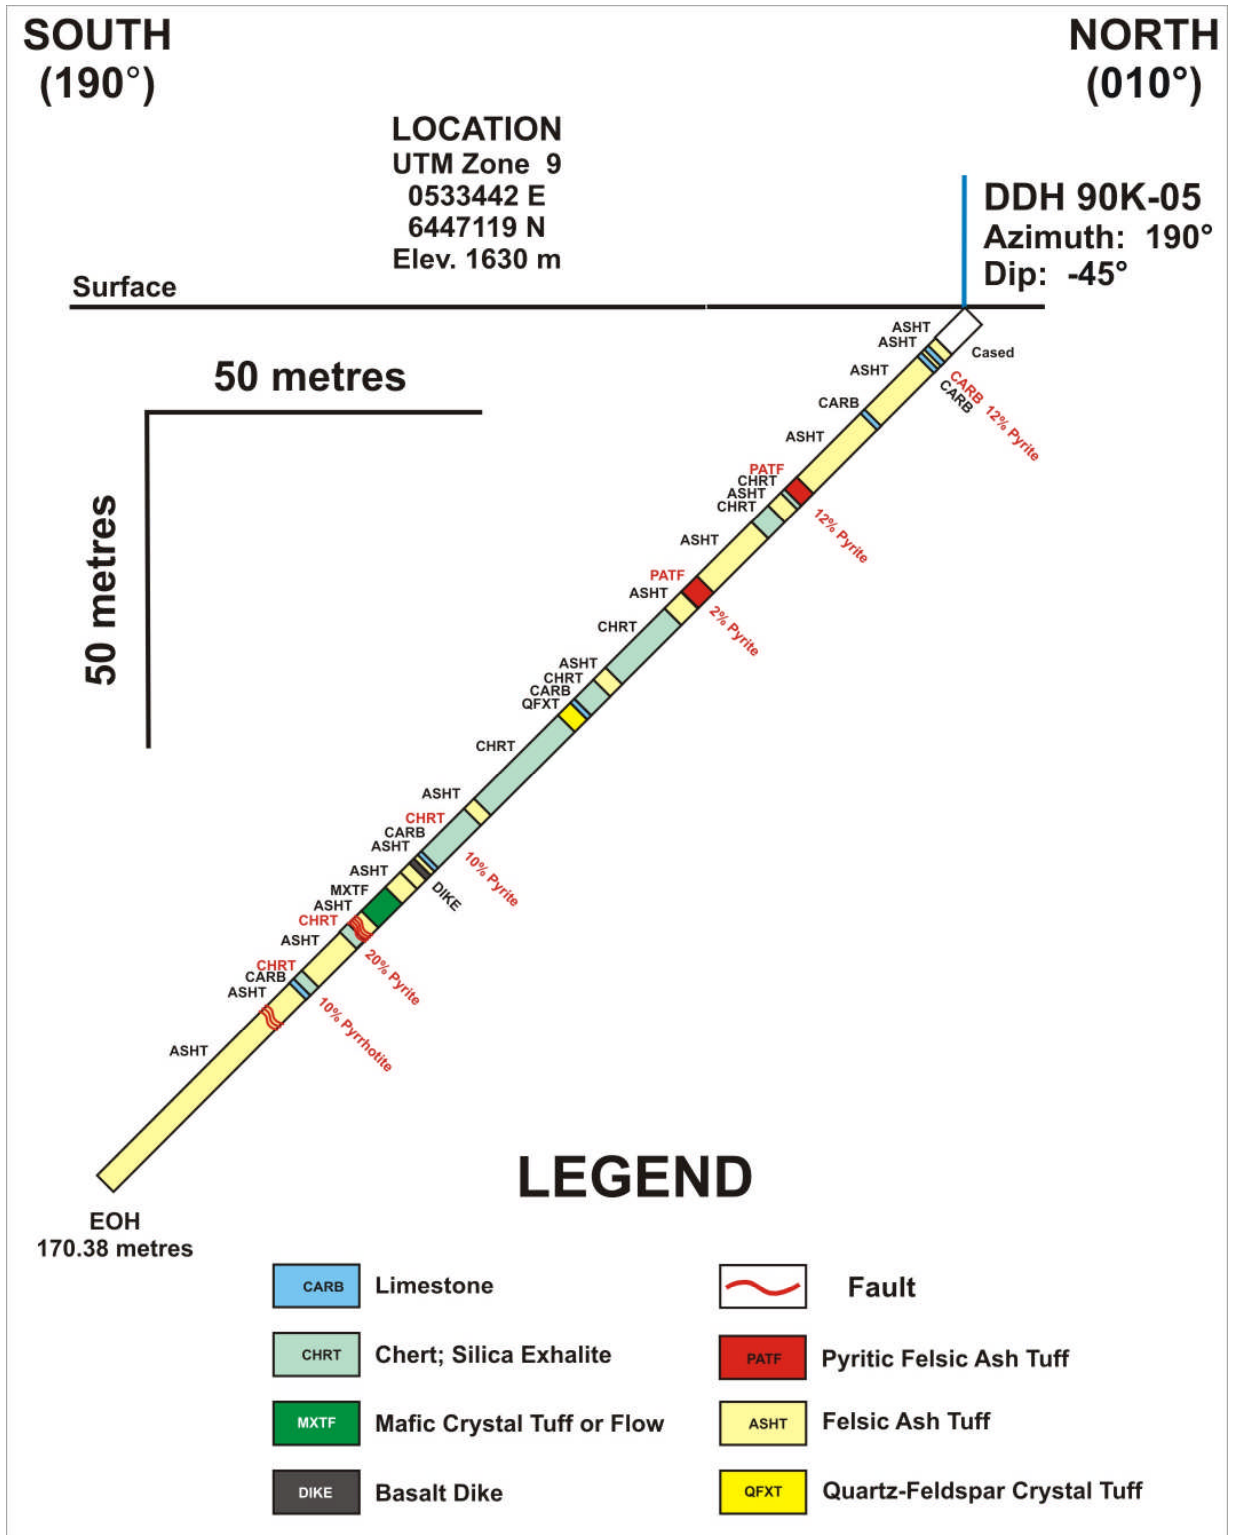 SOUTH
(190°)
NORTH
(010°)
LOCATION
UTM Zone 9
0533442 E
6447119 N
Elev. 1630 m
DDH 90K-05
Azimuth: 190°
Dip: -45°
Surface
50 metres
50 metres
ASHT
ASHT
Cased
ASHT
CARB 12% Pyrite
CARB
CARB
ASHT
PATF
CHRT
ASHT
CHRT
12% Pyrite
ASHT
PATF
ASHT
2% Pyrite
CHRT
ASHT
CHRT
CARB
QFXT
CHRT
ASHT
CHRT
CARB
ASHT
10% Pyrite
ASHT
DIKE
MXTF
ASHT
CHRT
ASHT
20% Pyrite
CHRT
CARB
ASHT
10% Pyrrhotite
ASHT
EOH
170.38 metres
LEGEND
CARB Limestone
Fault
CHRT Chert; Silica Exhalite
PATF Pyritic Felsic Ash Tuff
MXTF Mafic Crystal Tuff or Flow
ASHT Felsic Ash Tuff
DIKE Basalt Dike
QFXT Quartz-Feldspar Crystal Tuff